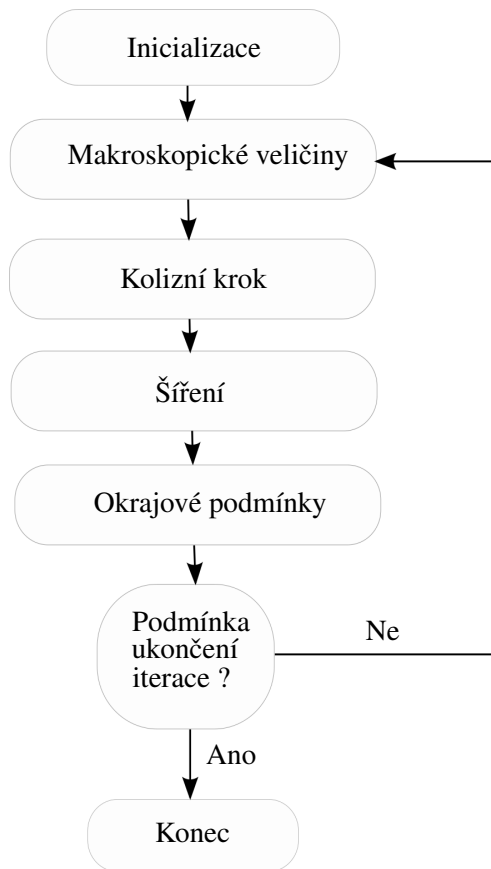 Inicializace
Makroskopické veličiny
Kolizní krok
Šíření
Okrajové podmínky
Podmínka
ukončení
iterace ?
Ne
Ano
Konec